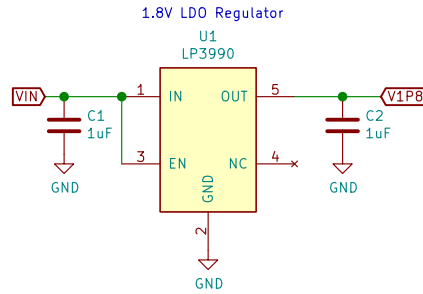 1.8V LDO Regulator
U1
LP3990
VIN
1
IN
OUT
5
V1P8
C1
1uF
C2
1uF
3
EN
NC
4
GND
GND
GND
2
GND